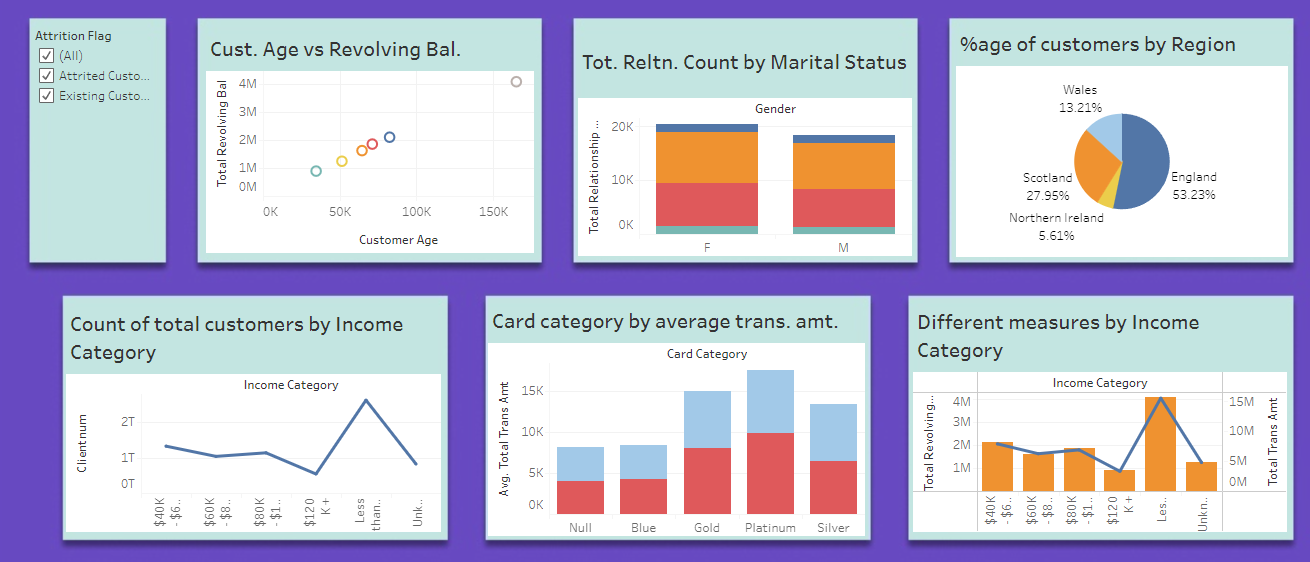 Attrition Flag
(All)
Attrited Custo...
Existing Custo...
Cust. Age vs Revolving Bal.
Total Revolving Bal
4M
3M
2M
1M
0M
0K
50K
100K
150K
Customer Age
Tot. Reltn. Count by Marital Status
Gender
Total Relationship ...
20K
10K
0K
F
M
%age of customers by Region
Wales
13.21%
Scotland
27.95%
England
53.23%
Northern Ireland
5.61%
Count of total customers by Income
Category
Income Category
Clientnum
2T
1T
0T
$40K
- $6..
$60K
- $8..
$80K
- $1..
$120
K +
Less
than..
Unk..
Card category by average trans. amt.
Card Category
Avg. Total Trans Amt
15K
10K
5K
0K
Null
Blue
Gold
Platinum
Silver
Different measures by Income
Category
Income Category
Total Revolving...
4M
3M
2M
1M
15M
10M
5M
0M
Total Trans Amt
$40K
- $6..
$60K
- $8..
$80K
- $1..
$120
K +
Les..
Unkn..